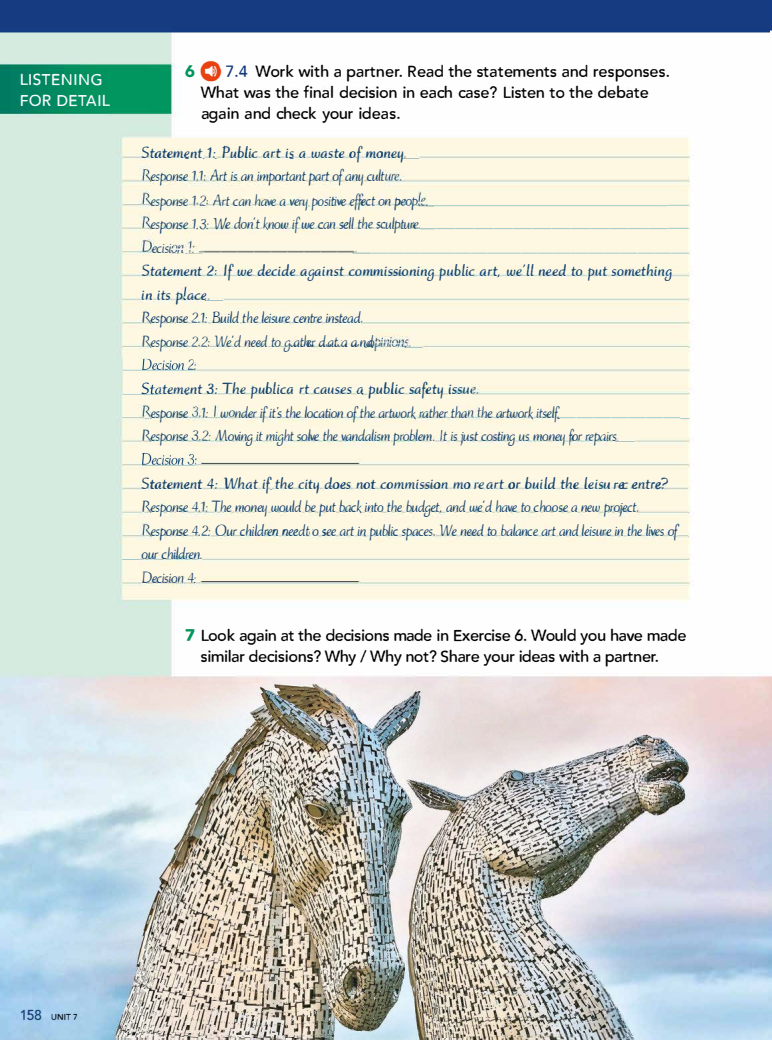 LISTENING
FOR DETAIL
6 7.4 Work with a partner. Read the statements and responses.
What was the final decision in each case? Listen to the debate
again and check your ideas.
Statement 1: Public art is a waste of money.
Response 1.1: Art is an important part of any culture.
Response 1.2: Art can have a very positive effect on people.
Response 1.3: We don't know if we can sell the sculpture.
Decision 1:
Statement 2: If we decide against commissioning public art, we'll need to put something
in its place.
Response 2.1: Build the leisure centre instead.
Response 2.2: We'd need to gather data and opinions.
Decision 2:
Statement 3: The publica rt causes a public safety issue.
Response 3.1: I wonder if it's the location of the artwork rather than the artwork itself.
Response 3.2: Moving it might solve the vandalism problem. It is just costing us money for repairs.
Decision 3:
Statement 4: What if the city does not commission mo re art or build the leisu re c entre?
Response 4.1: The money would be put back into the budget, and we'd have to choose a new project.
Response 4.2: Our children needt o see art in public spaces. We need to balance art and leisure in the lives of
our children.
Decision 4:
7 Look again at the decisions made in Exercise 6. Would you have made
similar decisions? Why / Why not? Share your ideas with a partner.
158 UNIT 7